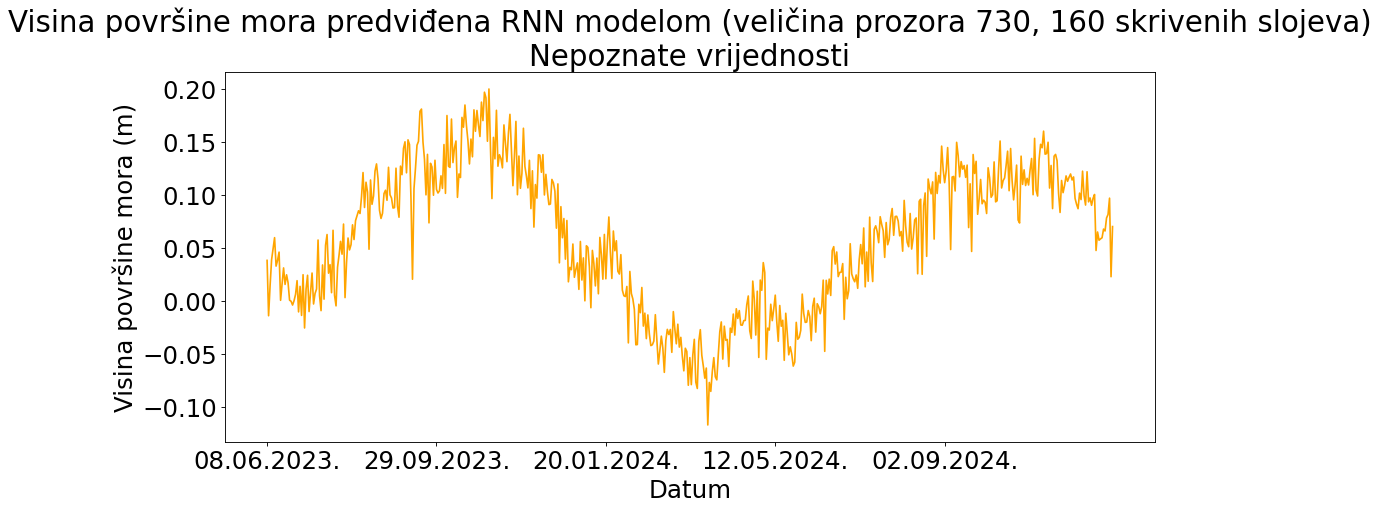 Visina površine mora predviđena RNN modelom (veličina prozora 730, 160 skrivenih slojeva)
Nepoznate vrijednosti
Visina površine mora (m)
0.20
0.15
0.10
0.05
0.00
−0.05
−0.10
08.06.2023. 29.09.2023. 20.01.2024. 12.05.2024. 02.09.2024.
Datum